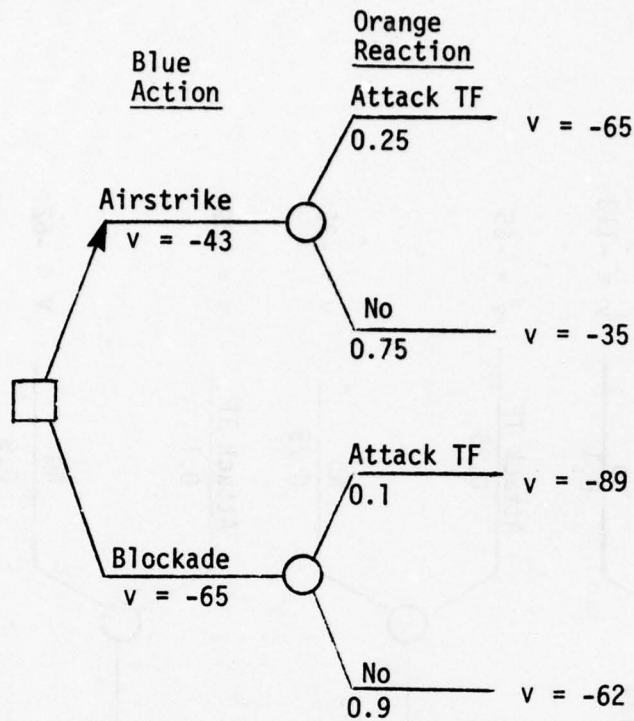 Blue
Action
Orange
Reaction
Attack TF
0.25
v = -65
Airstrike
v = -43
No
0.75
v = -35
Attack TF
0.1
v = -89
Blockade
v = -65
No
0.9
v = -62